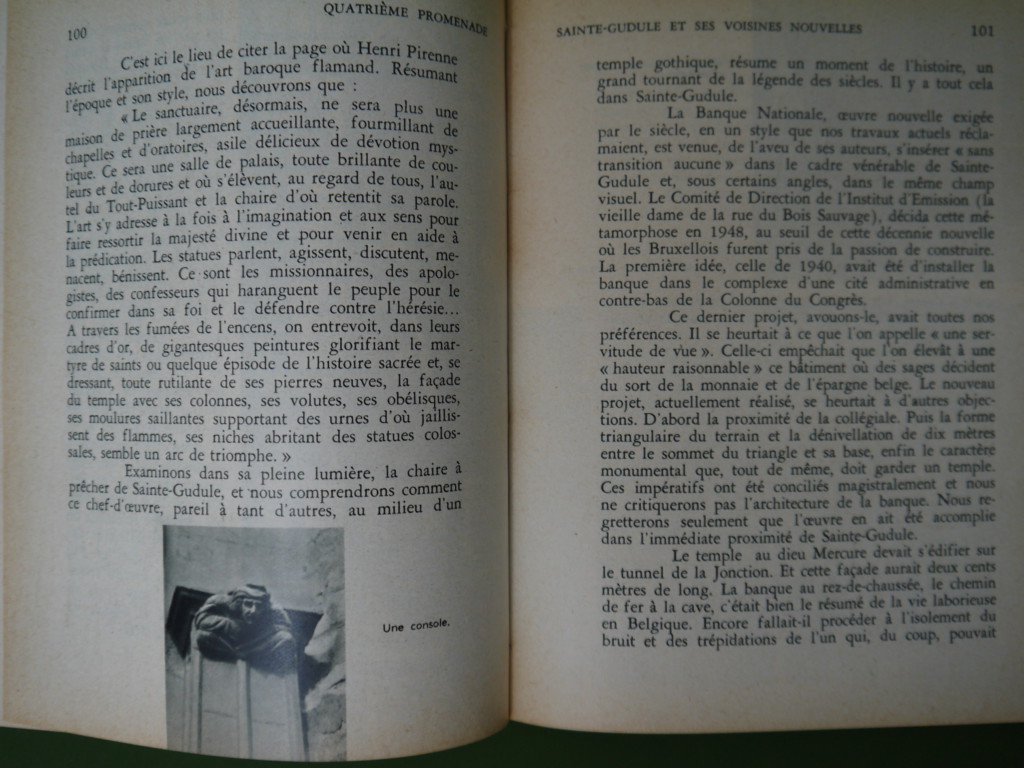 100
QUATRIÈME PROMENADE
C'est ici le lieu de citer la page où Henri Pirenne
décrit l'apparition de l'art baroque flamand. Résumant
l'époque et son style, nous découvrons que :
« Le sanctuaire, désormais, ne sera plus une
maison de prière largement accueillante, fourmillant de
chapelles et d'oratoires, asile délicieux de dévotion mys-
tique. Ce sera une salle de palais, toute brillante de cou-
leurs et de dorures et où s'élèvent, au regard de tous, l'au-
tel du Tout-Puissant et la chaire d'où retentit sa parole.
L'art s'y adresse à la fois à l'imagination et aux sens pour
faire ressortir la majesté divine et pour venir en aide à
la prédication. Les statues parlent, agissent, discutent, me-
nacent, bénissent. Ce sont les missionnaires, des apolo-
gistes, des confesseurs qui haranguent le peuple pour le
confirmer dans sa foi et le défendre contre l'hérésie...
A travers les fumées de l'encens, on entrevoit, dans leurs
cadres d'or, de gigantesques peintures glorifiant le mar-
tyre de saints ou quelque épisode de l'histoire sacrée et, se
dressant, toute rutilante de ses pierres neuves, la façade
du temple avec ses colonnes, ses volutes, ses obélisques,
ses moulures saillantes supportant des urnes d'où jaillis-
sent des flammes, ses niches abritant des statues colos-
sales, semble un arc de triomphe. »
Examinons dans sa pleine lumière, la chaire à
prêcher de Sainte-Gudule, et nous comprendrons comment
ce chef-d'œuvre, pareil à tant d'autres, au milieu d'un
Une console.
SAINTE-GUDULE ET SES VOISINES NOUVELLES
101
temple gothique, résume un moment de l'histoire, un
grand tournant de la légende des siècles. Il y a tout cela
dans Sainte-Gudule.
La Banque Nationale, œuvre nouvelle exigée
par le siècle, en un style que nos travaux actuels récla-
maient, est venue, de l'aveu de ses auteurs, s'insérer « sans
transition aucune » dans le cadre vénérable de Sainte-
Gudule et, sous certains angles, dans le même champ
visuel. Le Comité de Direction de l'Institut d'Emission (la
vieille dame de la rue du Bois Sauvage), décida cette mé-
tamorphose en 1948, au seuil de cette décennie nouvelle
où les Bruxellois furent pris de la passion de construire.
La première idée, celle de 1940, avait été d'installer la
banque dans le complexe d'une cité administrative en
contre-bas de la Colonne du Congrès.
Ce dernier projet, avouons-le, avait toutes nos
préférences. Il se heurtait à ce que l'on appelle « une ser-
vitude de vue ». Celle-ci empêchait que l'on élevât à une
« hauteur raisonnable » ce bâtiment où des sages décident
du sort de la monnaie et de l'épargne belge. Le nouveau
projet, actuellement réalisé, se heurtait à d'autres objec-
tions. D'abord la proximité de la collégiale. Puis la forme
triangulaire du terrain et la dénivellation de dix mètres
entre le sommet du triangle et sa base, enfin le caractère
monumental que, tout de même, doit garder un temple.
Ces impératifs ont été conciliés magistralement et nous
ne critiquerons pas l'architecture de la banque. Nous re-
gretterons seulement que l'œuvre en ait été accomplie
dans l'immédiate proximité de Sainte-Gudule.
Le temple au dieu Mercure devait s'édifier sur
le tunnel de la Jonction. Et cette façade aurait deux cents
mètres de long. La banque au rez-de-chaussée, le chemin
de fer à la cave, c'était bien le résumé de la vie laborieuse
en Belgique. Encore fallait-il procéder à l'isolement du
bruit et des trépidations de l'un qui, du coup, pouvait